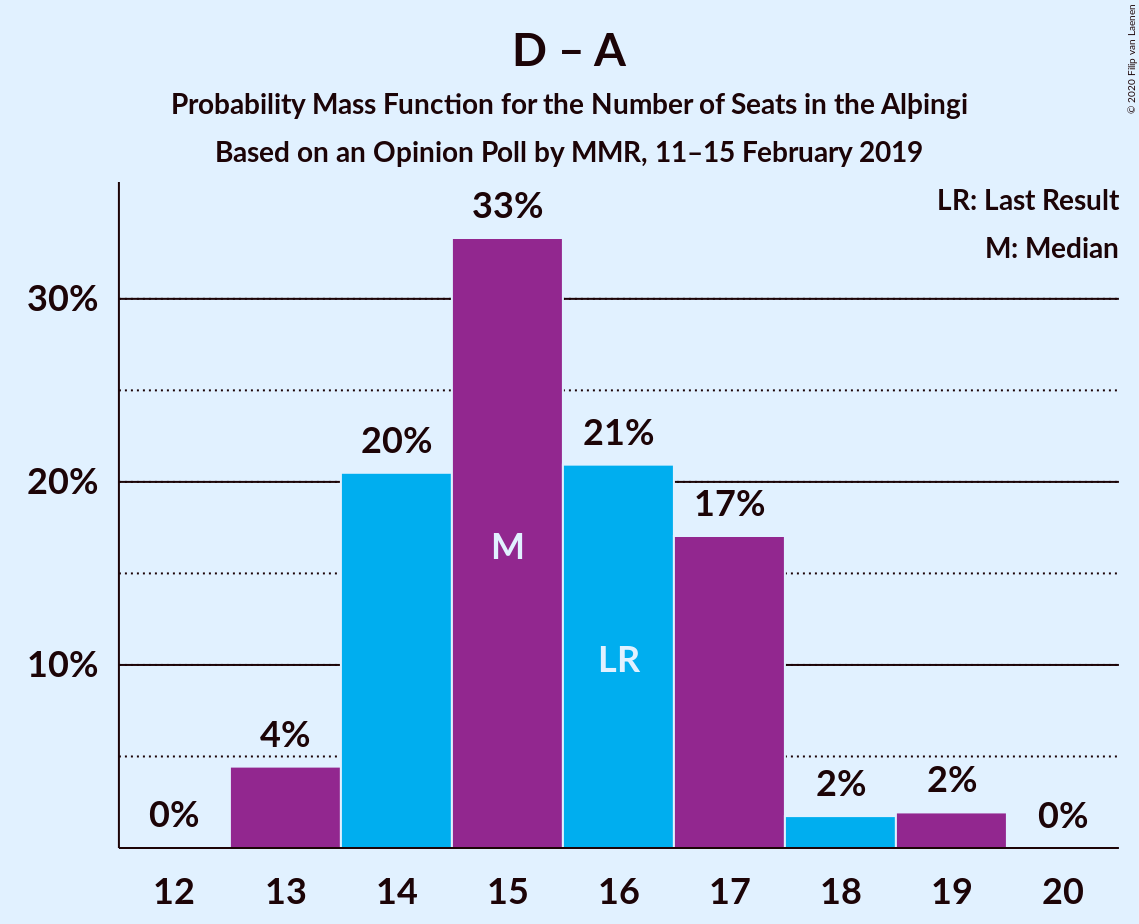 D – A
Probability Mass Function for the Number of Seats in the Alþingi
Based on an Opinion Poll by MMR, 11–15 February 2019
© 2020 Filip van Laenen
LR: Last Result
M: Median
33%
30%
21%
20%
20%
17%
M
LR
10%
4%
2%
2%
0%
0%
12 13 14 15 16 17 18 19 20